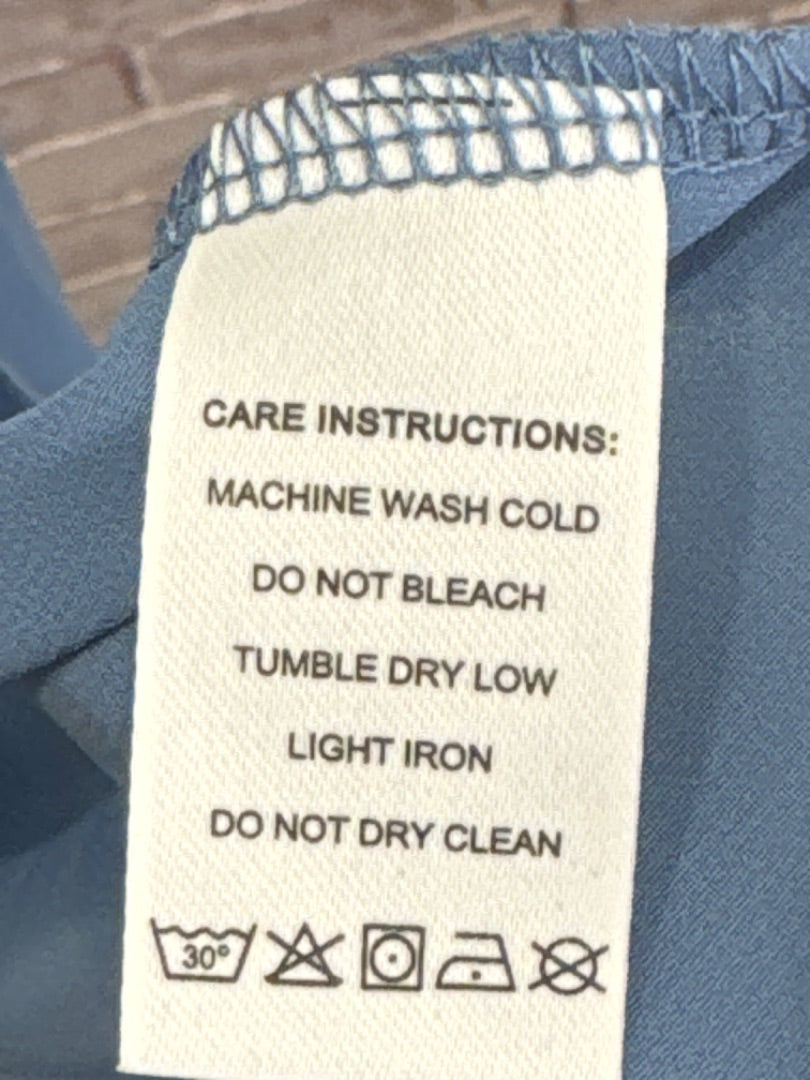 CARE INSTRUCTIONS:
MACHINE WASH COLD
DO NOT BLEACH
TUMBLE DRY LOW
LIGHT IRON
DO NOT DRY CLEAN
30°